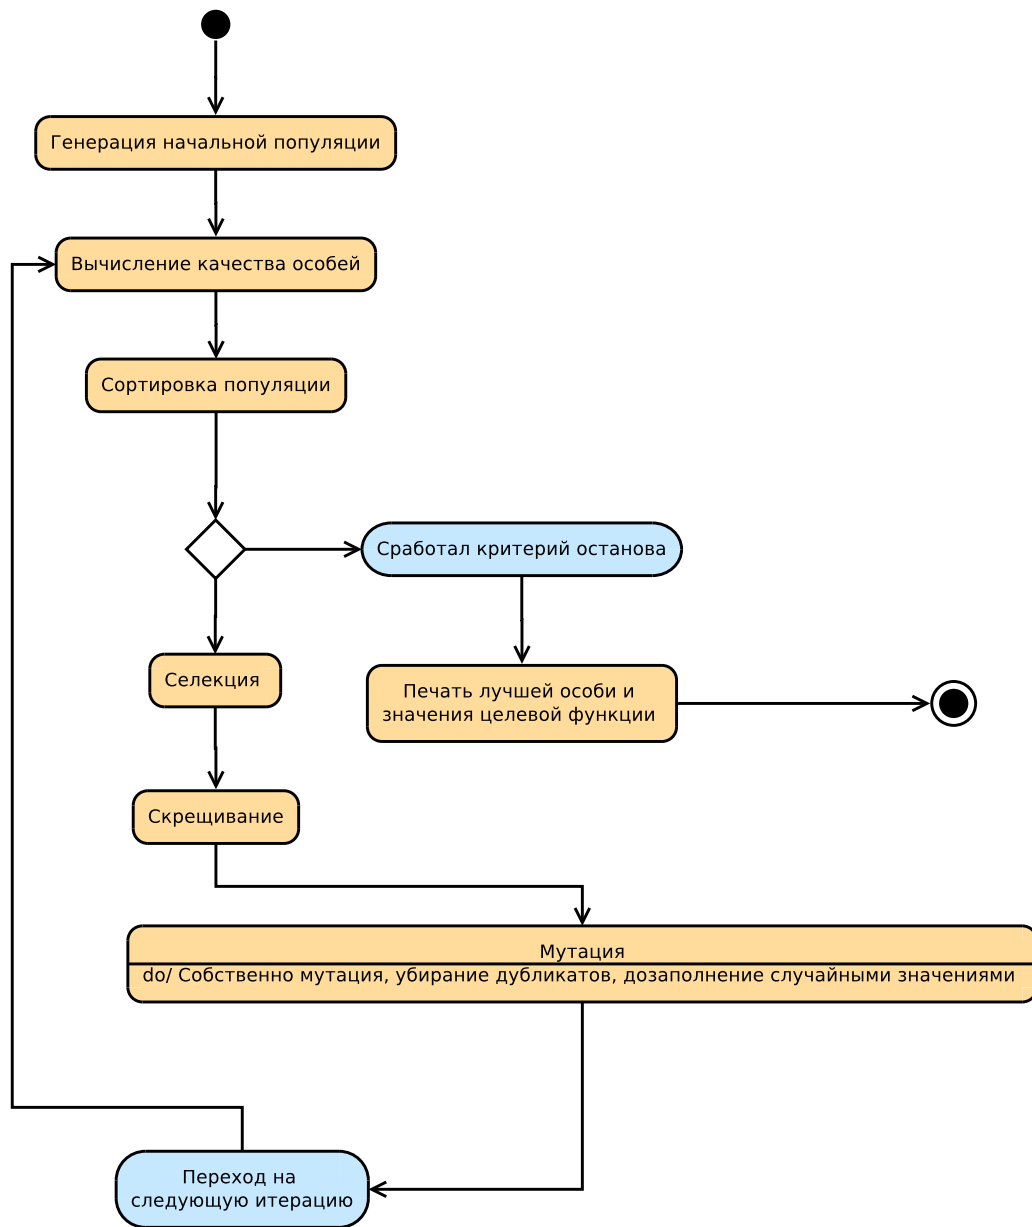 Генерация начальной популяции
Вычисление качества особей
Сортировка популяции
Сработал критерий останова
Селекция
Печать лучшей особи и
значения целевой функции
Скрещивание
Мутация
do/ Собственно мутация, убирание дубликатов, дозаполнение случайными значениями
Переход на
следующую итерацию